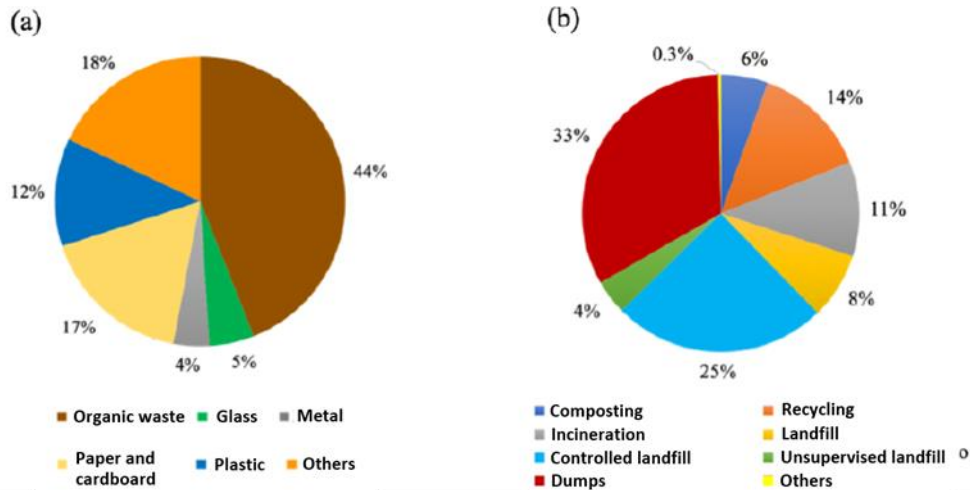 (a)
(b)
18%
44%
12%
17%
4%
5%
0.3%
6%
14%
33%
11%
8%
4%
25%
Organic waste Glass Metal
Paper and cardboard Plastic Others
Composting Recycling
Incineration Landfill
Controlled landfill Unsupervised landfill o
Dumps Others